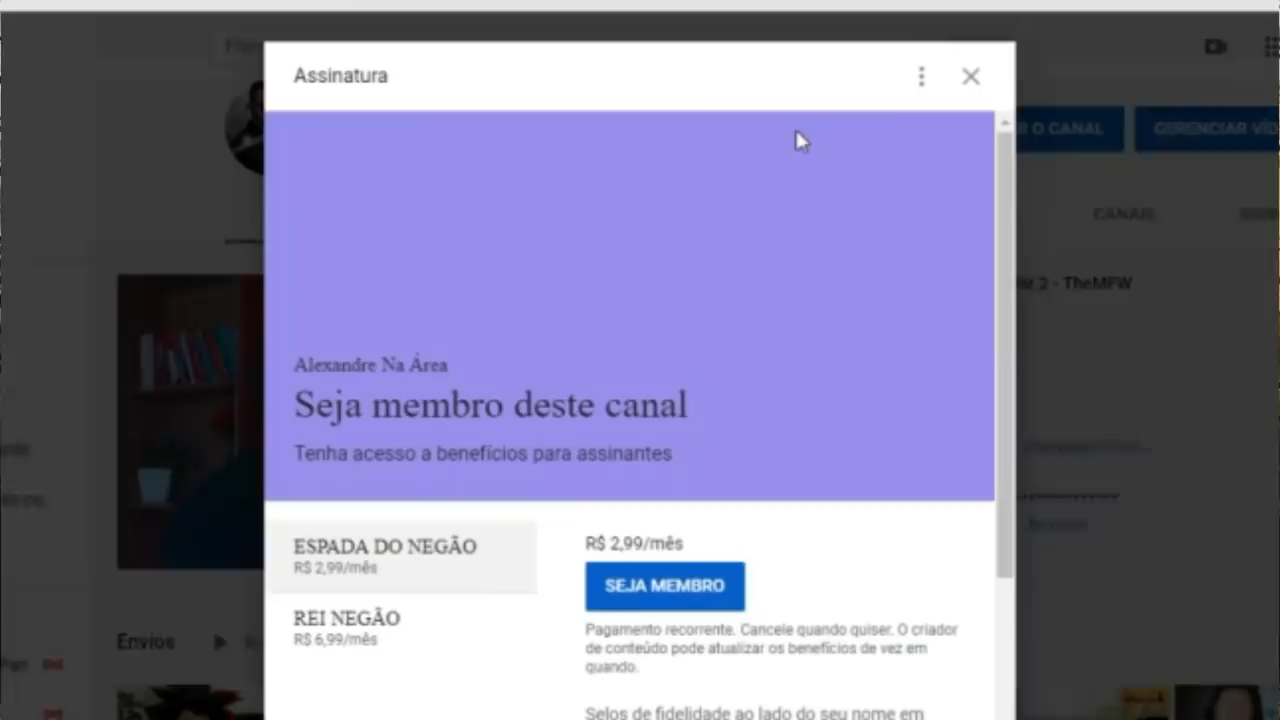 Assinatura
O CANAL
GERENCIAR VÍD
CANAIS
2 - TheMFW
Alexandre Na Área
Seja membro deste canal
Tenha acesso a benefícios para assinantes
ESPADA DO NEGÃO
R$ 2,99/mês
REI NEGÃO
R$ 6,99/mês
R$ 2,99/mês
SEJA MEMBRO
Pagamento recorrente. Cancele quando quiser. O criador
de conteúdo pode atualizar os benefícios de vez em
quando.
Selos de fidelidade ao lado do seu nome em
Envios